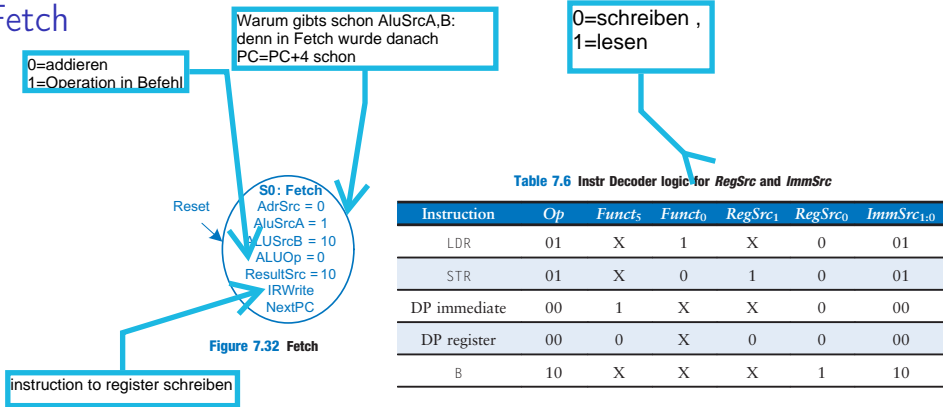 Fetch
0=addieren
1=Operation in Befehl
Warum gibts schon AluSrcA,B:
denn in Fetch wurde danach
PC=PC+4 schon
0=schreiben ,
1=lesen
Reset
S0: Fetch
AdrSrc = 0
AluSrcA = 1
ALUSrcB = 10
ALUOp = 0
ResultSrc = 10
IRWrite
NextPC
Figure 7.32 Fetch
instruction to register schreiben
Table 7.6 Instr Decoder logic for RegSrc and ImmSrc
Instruction Op Funct5 Funct0 RegSrc1 RegSrc0 ImmSrc1:0
LDR 01 X 1 X 0 01
STR 01 X 0 1 0 01
DP immediate 00 1 X X 0 00
DP register 00 0 X 0 0 00
B 10 X X X 1 10